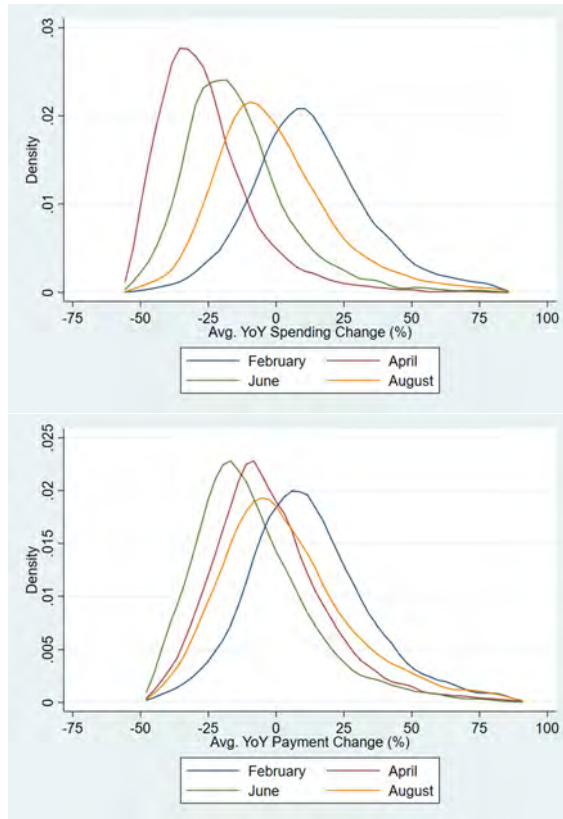 .03
.02
.01
0
Density
-75 -50 -25 0 25 50 75 100
Avg. YoY Spending Change (%)
February April
June August
.025
.02
.015
.01
.005
0
Density
-75 -50 -25 0 25 50 75 100
Avg. YoY Payment Change (%)
February April
June August